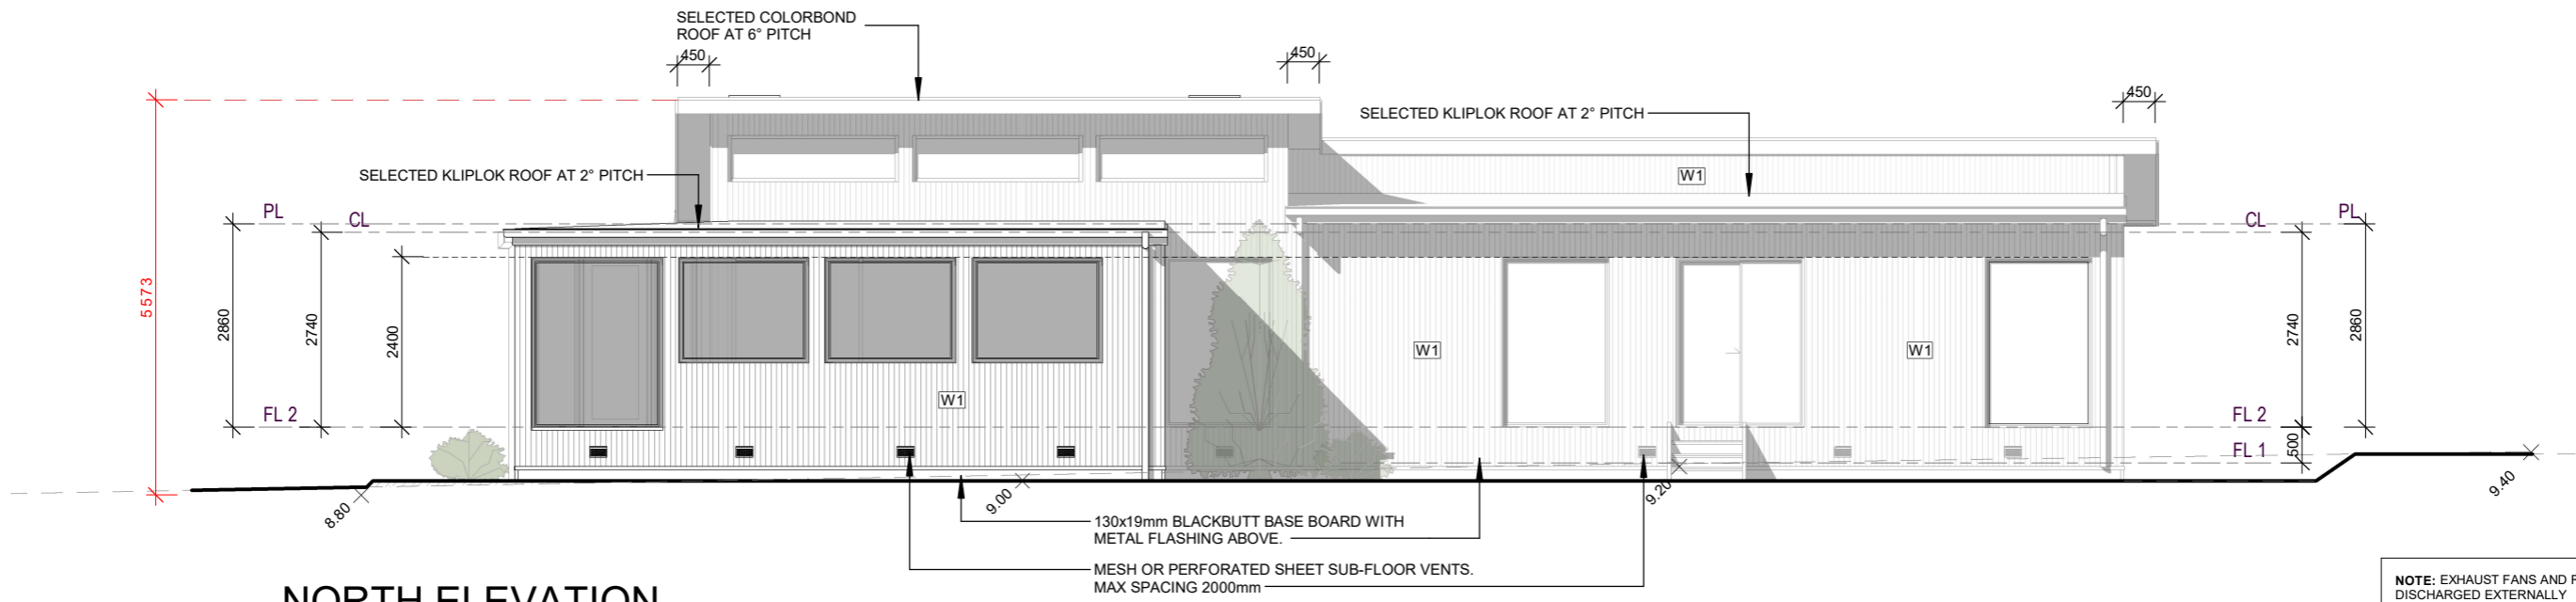 SELECTED COLORBOND
ROOF AT 6° PITCH
450
450
450
SELECTED KLIPLOK ROOF AT 2° PITCH
SELECTED KLIPLOK ROOF AT 2° PITCH
W1
PL
CL
CL
PL
5573
2860
2740
2400
2740
2860
W1
W1
W1
FL 2
FL 2
FL 1
500
8.80
9.00
9.20
9.40
130x19mm BLACKBUTT BASE BOARD WITH
METAL FLASHING ABOVE.
MESH OR PERFORATED SHEET SUB-FLOOR VENTS.
MAX SPACING 2000mm
NORTH ELEVATION
NOTE: EXHAUST FANS AND
DISCHARGED EXTERNALLY